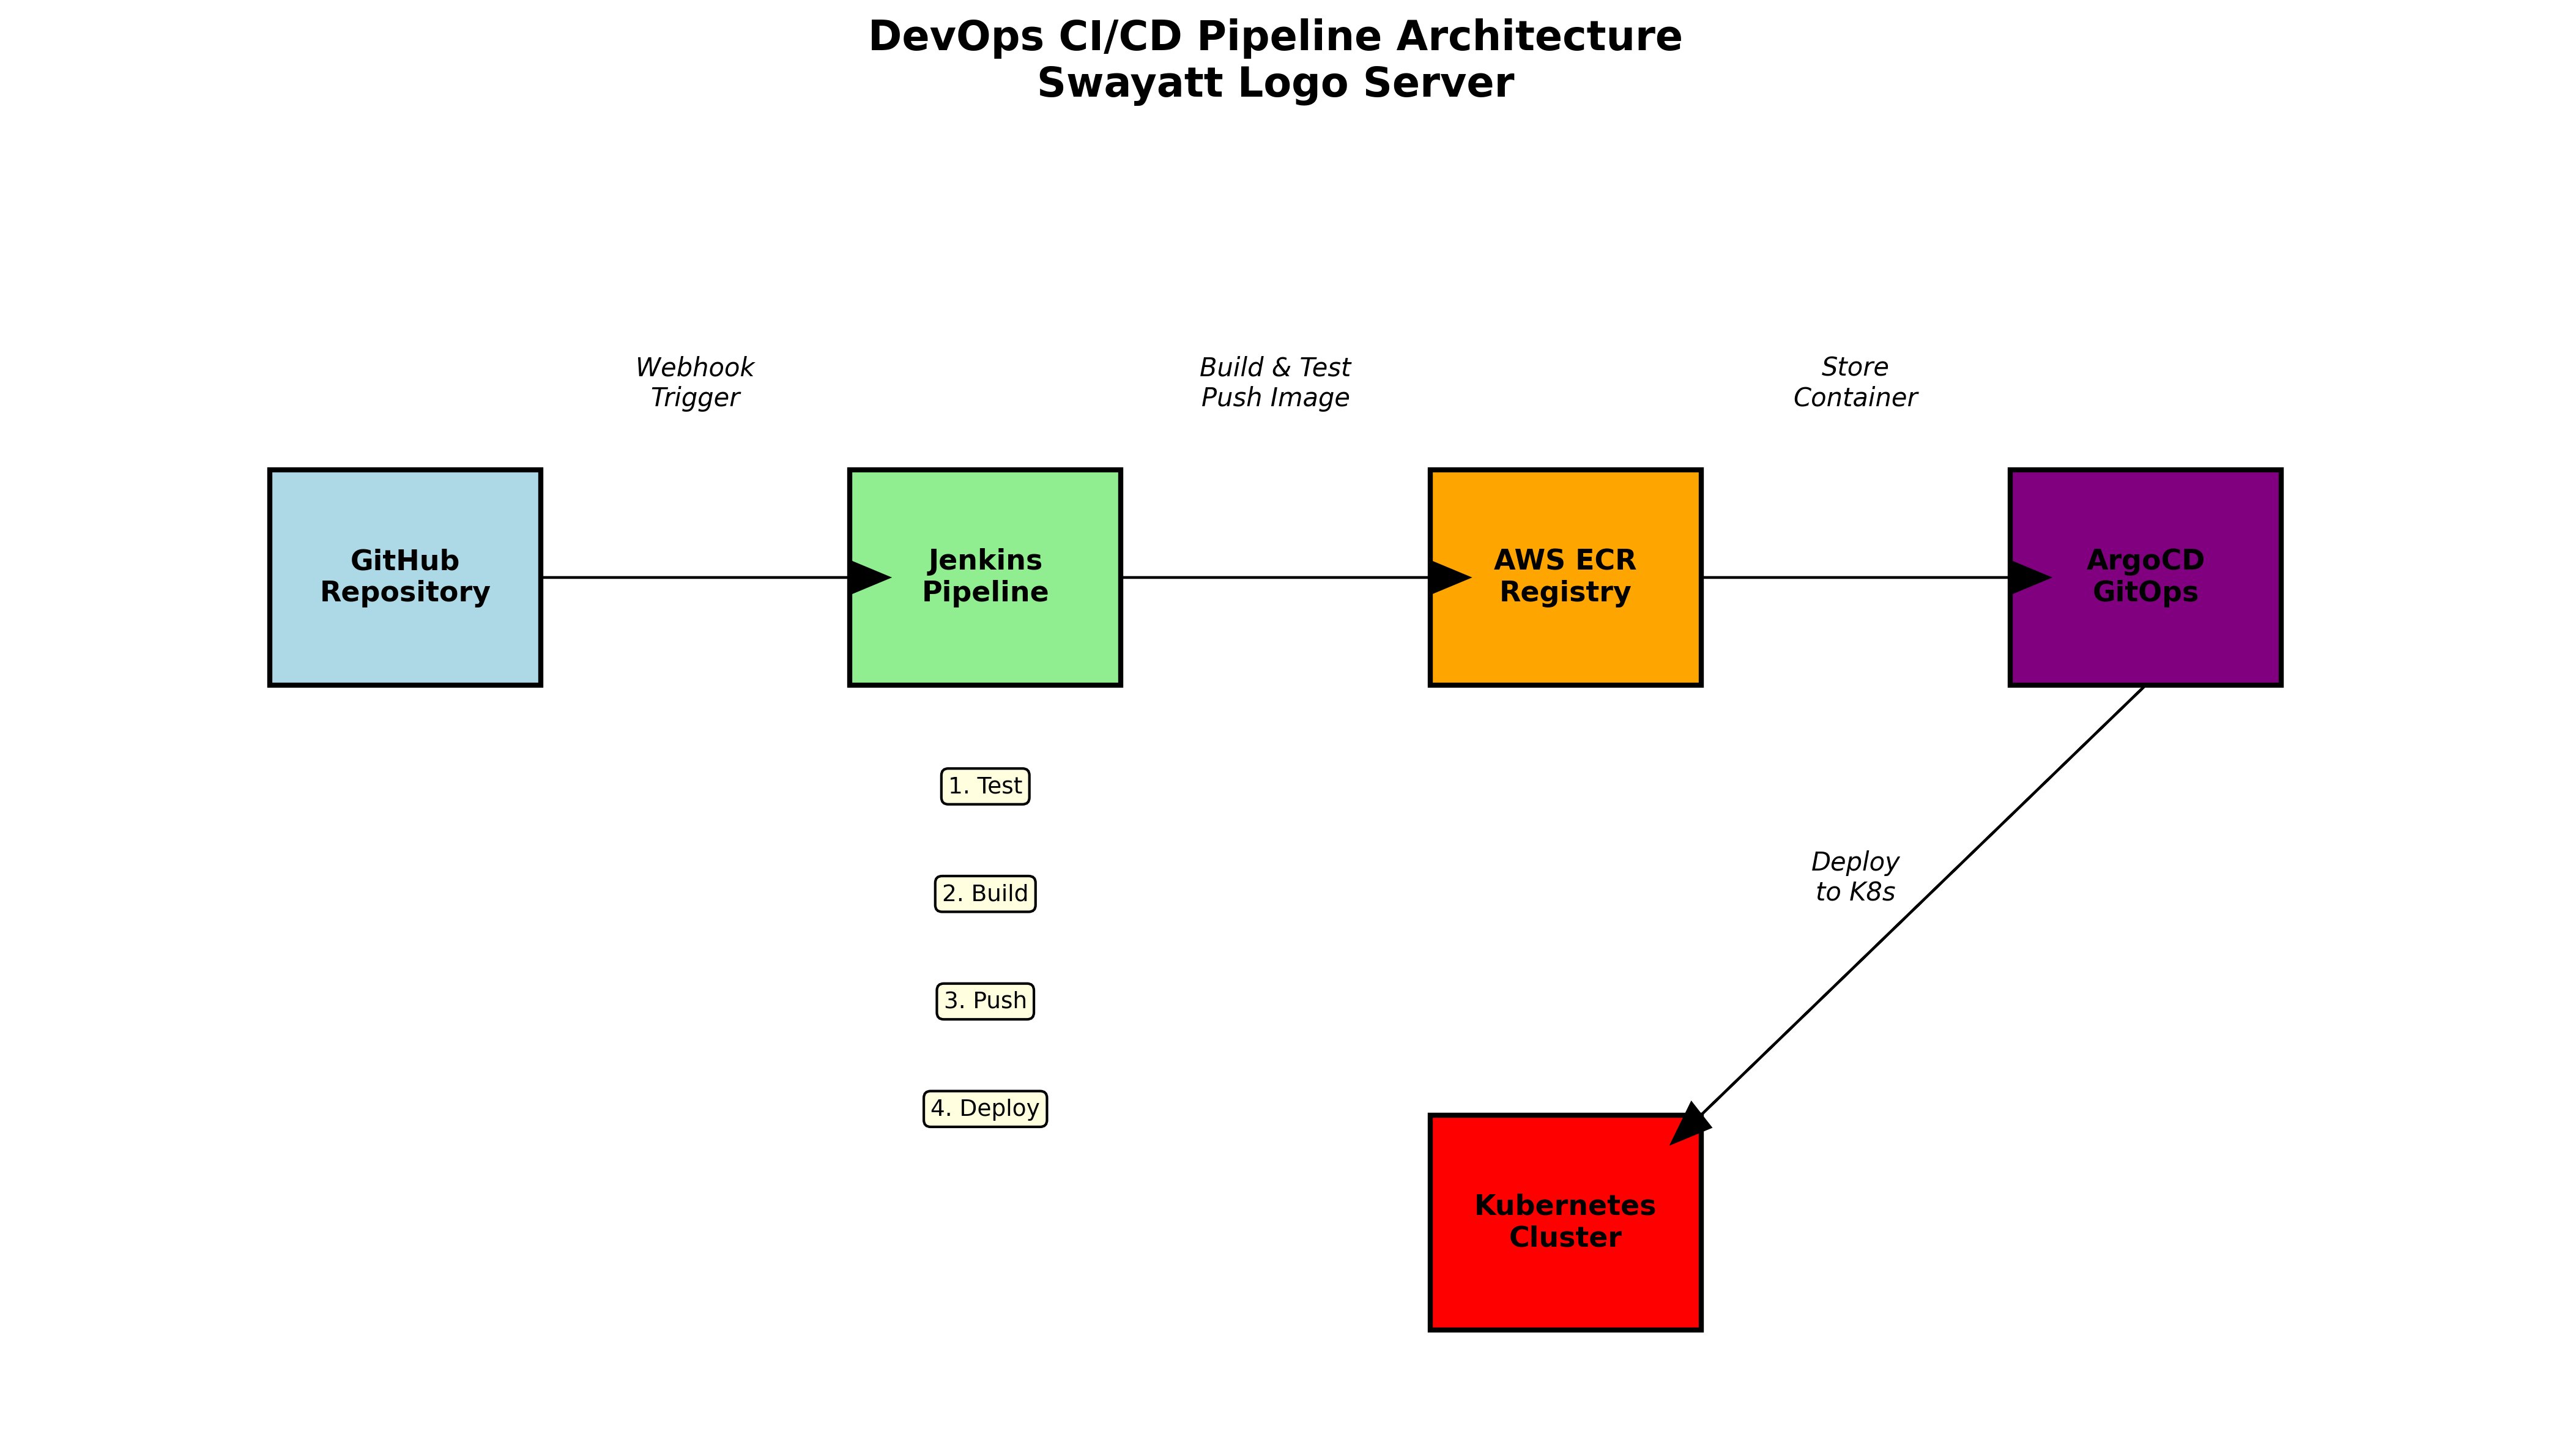 DevOps CI/CD Pipeline Architecture
Swayatt Logo Server
Webhook
Trigger
Build & Test
Push Image
Store
Container
GitHub
Repository
Jenkins
Pipeline
AWS ECR
Registry
ArgoCD
GitOps
1. Test
2. Build
3. Push
4. Deploy
Deploy
to K8s
Kubernetes
Cluster